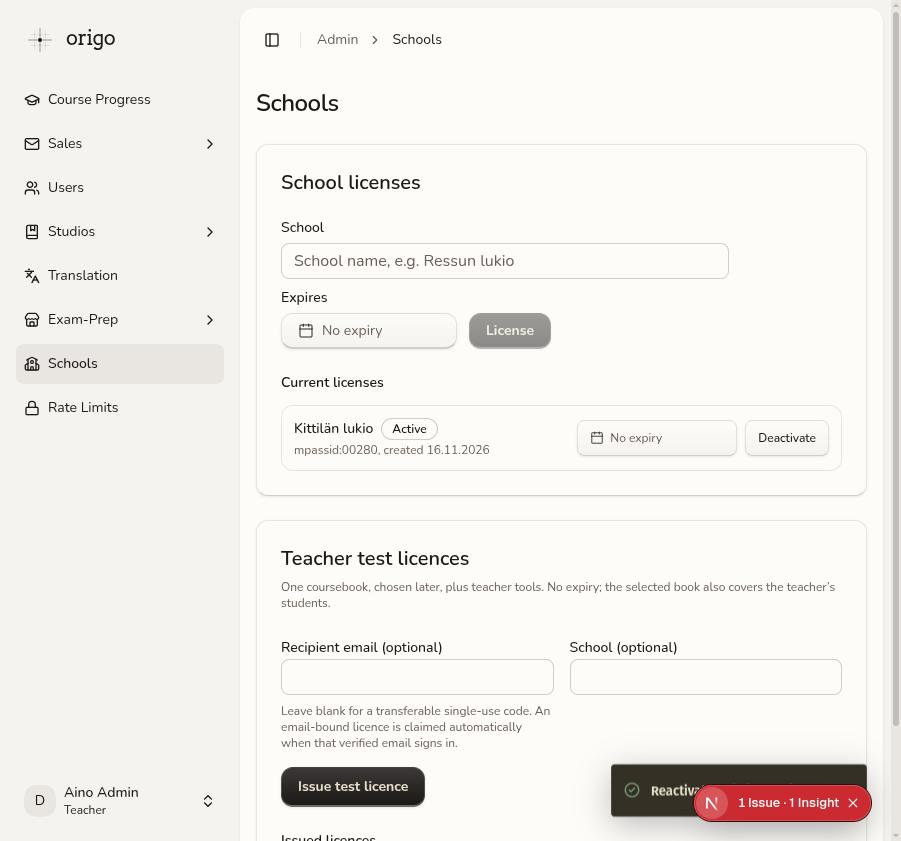 origo
Admin
Schools
Course Progress
Sales
Users
Studios
Translation
Exam-Prep
Schools
Rate Limits
D
Aino Admin
Teacher
Schools
School licenses
School
School name, e.g. Ressun lukio
Expires
No expiry
License
Current licenses
Kittilän lukio
Active
mpassid:00280, created 16.11.2026
No expiry
Deactivate
Teacher test licences
One coursebook, chosen later, plus teacher tools. No expiry; the selected book also covers the teacher's
students.
Recipient email (optional)
School (optional)
Leave blank for a transferable single-use code. An
email-bound licence is claimed automatically
when that verified email signs in.
Issue test licence
N
1 Issue · 1 Insight
Issued licences